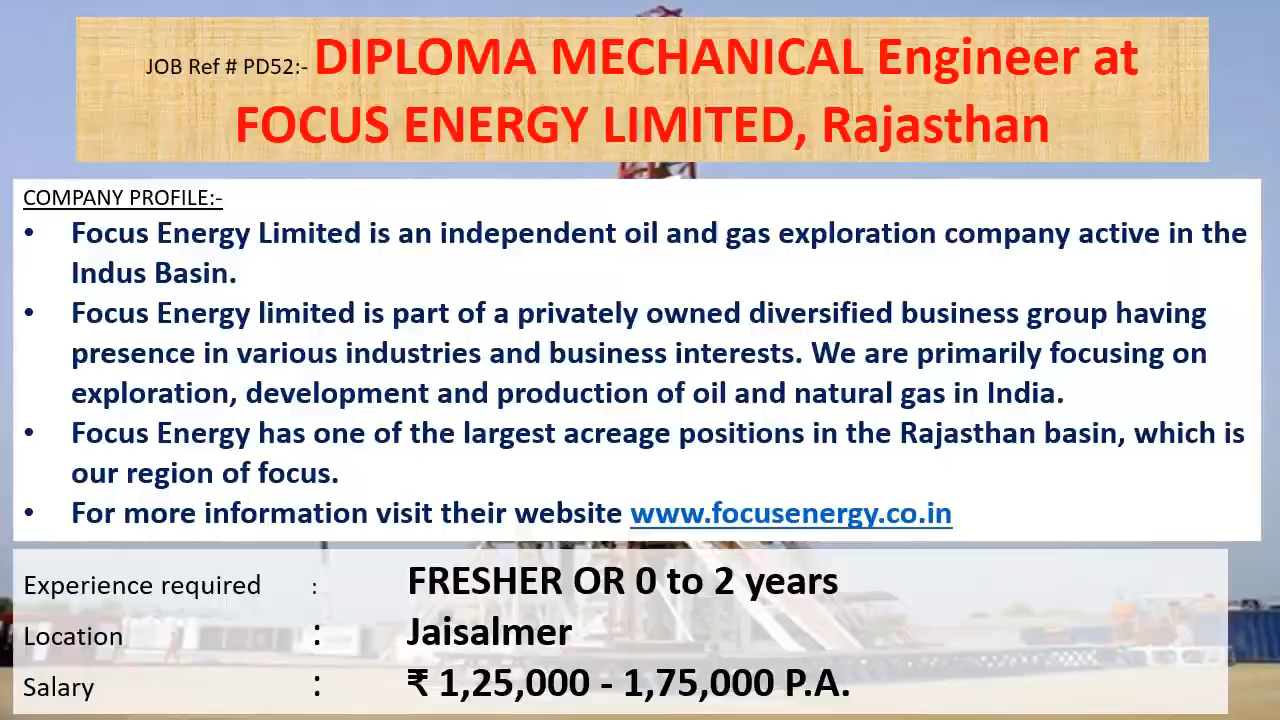 JOB Ref # PD52:- DIPLOMA MECHANICAL Engineer at
FOCUS ENERGY LIMITED, Rajasthan
COMPANY PROFILE:-
• Focus Energy Limited is an independent oil and gas exploration company active in the
Indus Basin.
• Focus Energy limited is part of a privately owned diversified business group having
presence in various industries and business interests. We are primarily focusing on
exploration, development and production of oil and natural gas in India.
• Focus Energy has one of the largest acreage positions in the Rajasthan basin, which is
our region of focus.
• For more information visit their website www.focusenergy.co.in
Experience required : FRESHER OR 0 to 2 years
Location : Jaisalmer
Salary : ₹ 1,25,000 - 1,75,000 P.A.